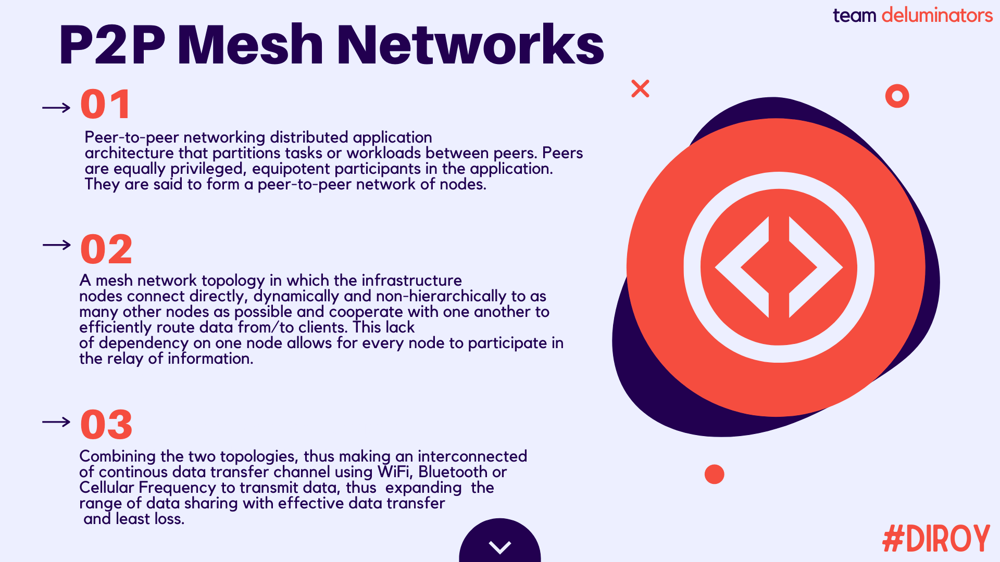 team deluminators
P2P Mesh Networks
01
Peer-to-peer networking distributed application
architecture that partitions tasks or workloads between peers. Peers
are equally privileged, equipotent participants in the application.
They are said to form a peer-to-peer network of nodes.
02
A mesh network topology in which the infrastructure
nodes connect directly, dynamically and non-hierarchically to as
many other nodes as possible and cooperate with one another to
efficiently route data from/to clients. This lack
of dependency on one node allows for every node to participate in
the relay of information.
03
Combining the two topologies, thus making an interconnected
of continous data transfer channel using WiFi, Bluetooth or
Cellular Frequency to transmit data, thus expanding the
range of data sharing with effective data transfer
and least loss.
#DIROY